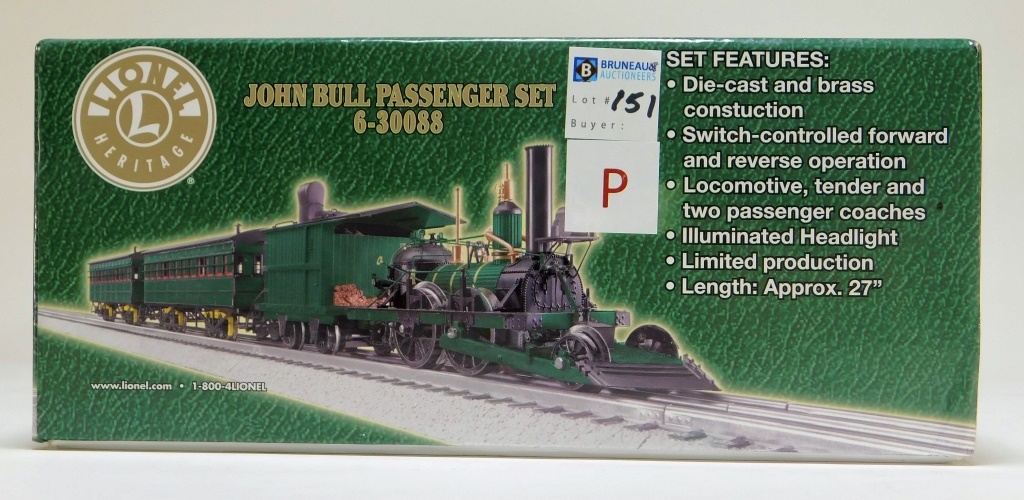 LIONEL
L
HERITAGE
®
JOHN BULL PASSENGER SET
6-30088
B BRUNEAU&
AUCTIONEERS
Lot # 151
Buyer:
P
SET FEATURES:
• Die-cast and brass
constuction
• Switch-controlled forward
and reverse operation
• Locomotive, tender and
two passenger coaches
• Illuminated Headlight
• Limited production
• Length: Approx. 27”
www.lionel.com • 1-800-4LIONEL